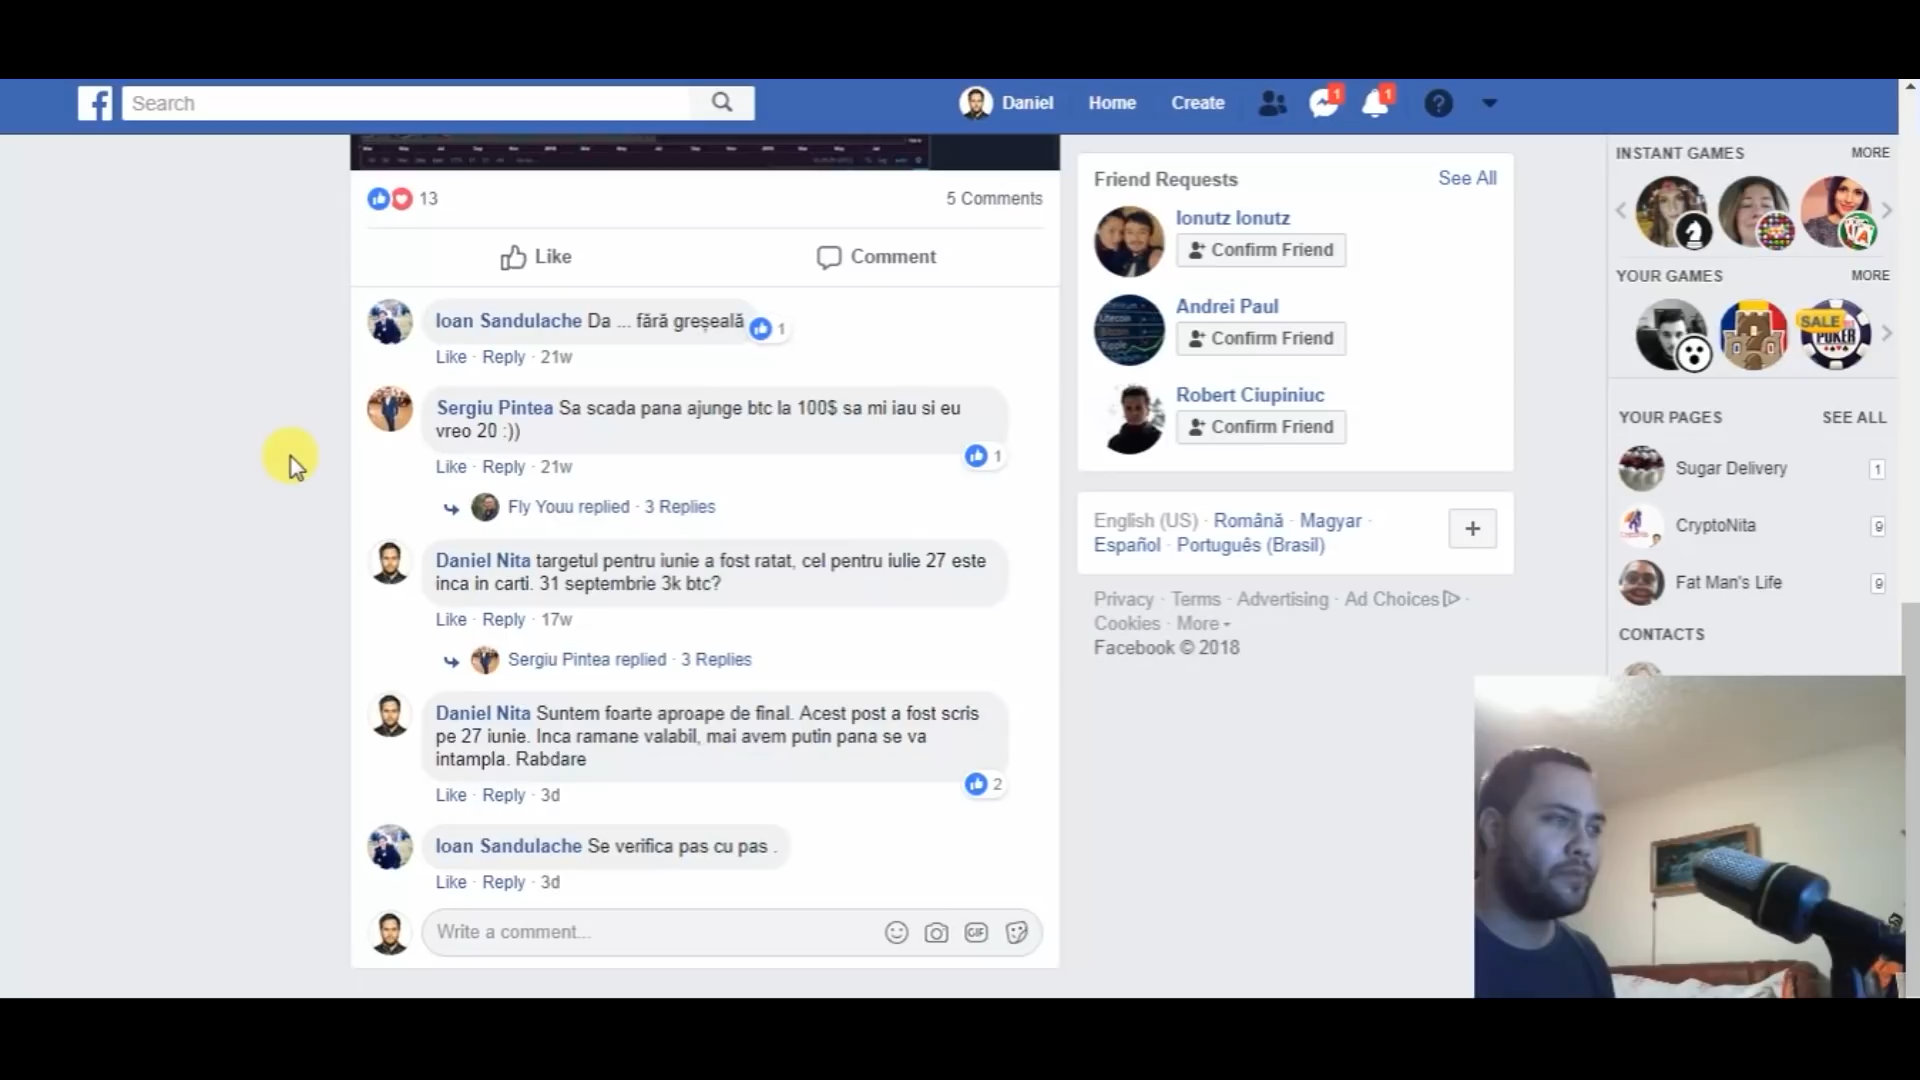 Search
Daniel
Home
Create
1
1
13
5 Comments
Like
Comment
Ioan Sandulache Da ... fără greșeală
1
Like · Reply · 21w
Sergiu Pintea Sa scada pana ajunge btc la 100$ sa mi iau si eu
vreo 20 :))
1
Like · Reply · 21w
Fly Youu replied · 3 Replies
Daniel Nita targetul pentru iunie a fost ratat, cel pentru iulie 27 este
inca in carti. 31 septembrie 3k btc?
Like · Reply · 17w
Sergiu Pintea replied · 3 Replies
Daniel Nita Suntem foarte aproape de final. Acest post a fost scris
pe 27 iunie. Inca ramane valabil, mai avem putin pana se va
intampla. Rabdare
2
Like · Reply · 3d
Ioan Sandulache Se verifica pas cu pas .
Like · Reply · 3d
Write a comment...
GIF
Friend Requests
See All
Ionutz Ionutz
Confirm Friend
Andrei Paul
Confirm Friend
Robert Ciupiniuc
Confirm Friend
English (US) · Română · Magyar ·
Español · Português (Brasil)
Privacy · Terms · Advertising · Ad Choices ·
Cookies · More
Facebook © 2018
INSTANT GAMES
MORE
YOUR GAMES
MORE
SALE
POKER
YOUR PAGES
SEE ALL
Sugar Delivery
1
CryptoNita
9
Fat Man's Life
9
CONTACTS